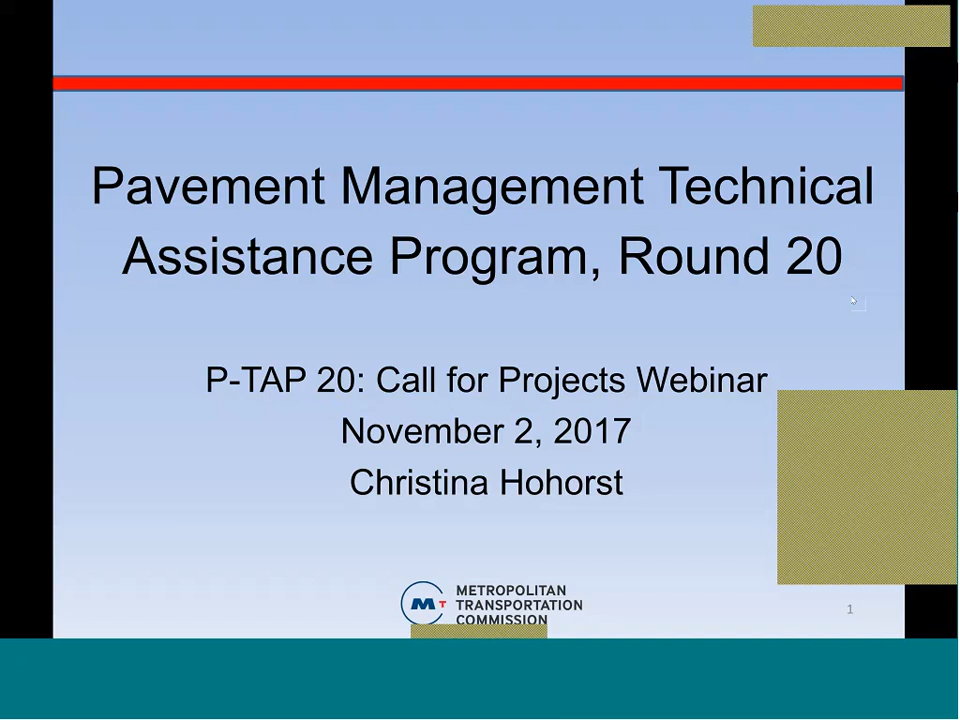 Pavement Management Technical
Assistance Program, Round 20
P-TAP 20: Call for Projects Webinar
November 2, 2017
Christina Hohorst
MT
METROPOLITAN
TRANSPORTATION
COMMISSION
1